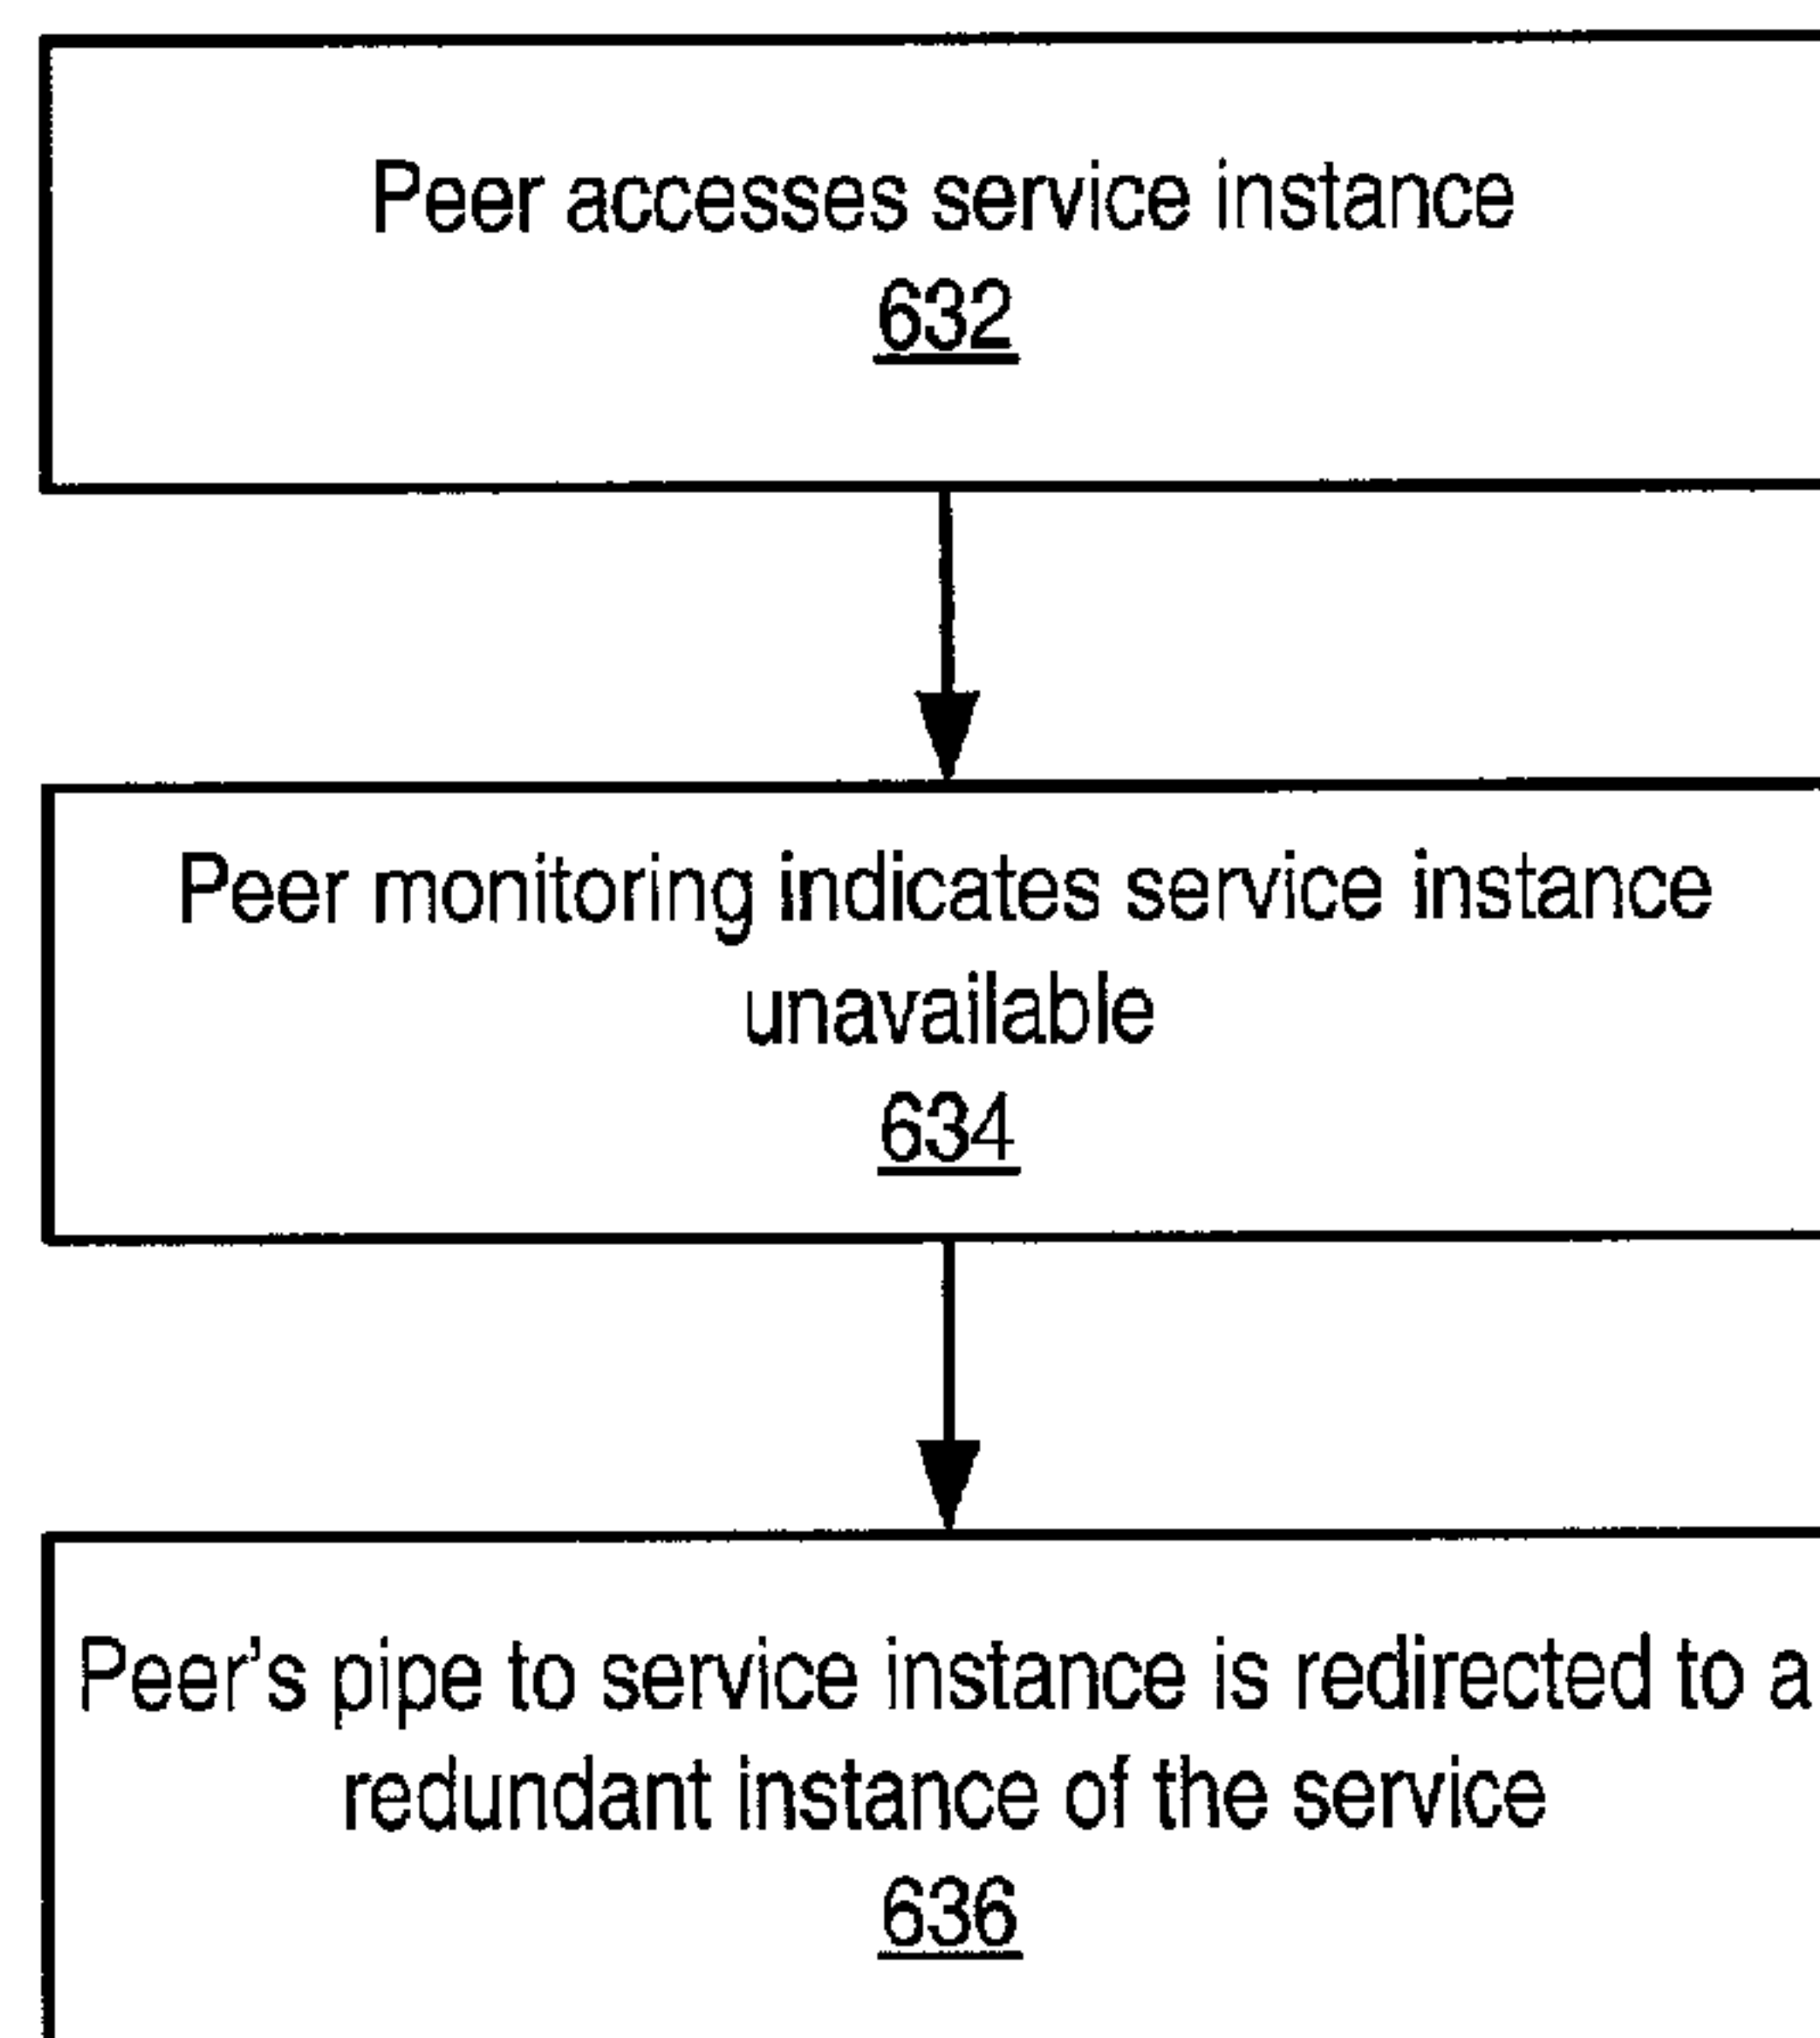 Peer accesses service instance
632
Peer monitoring indicates service instance
unavailable
634
Peer's pipe to service instance is redirected to a
redundant instance of the service
636